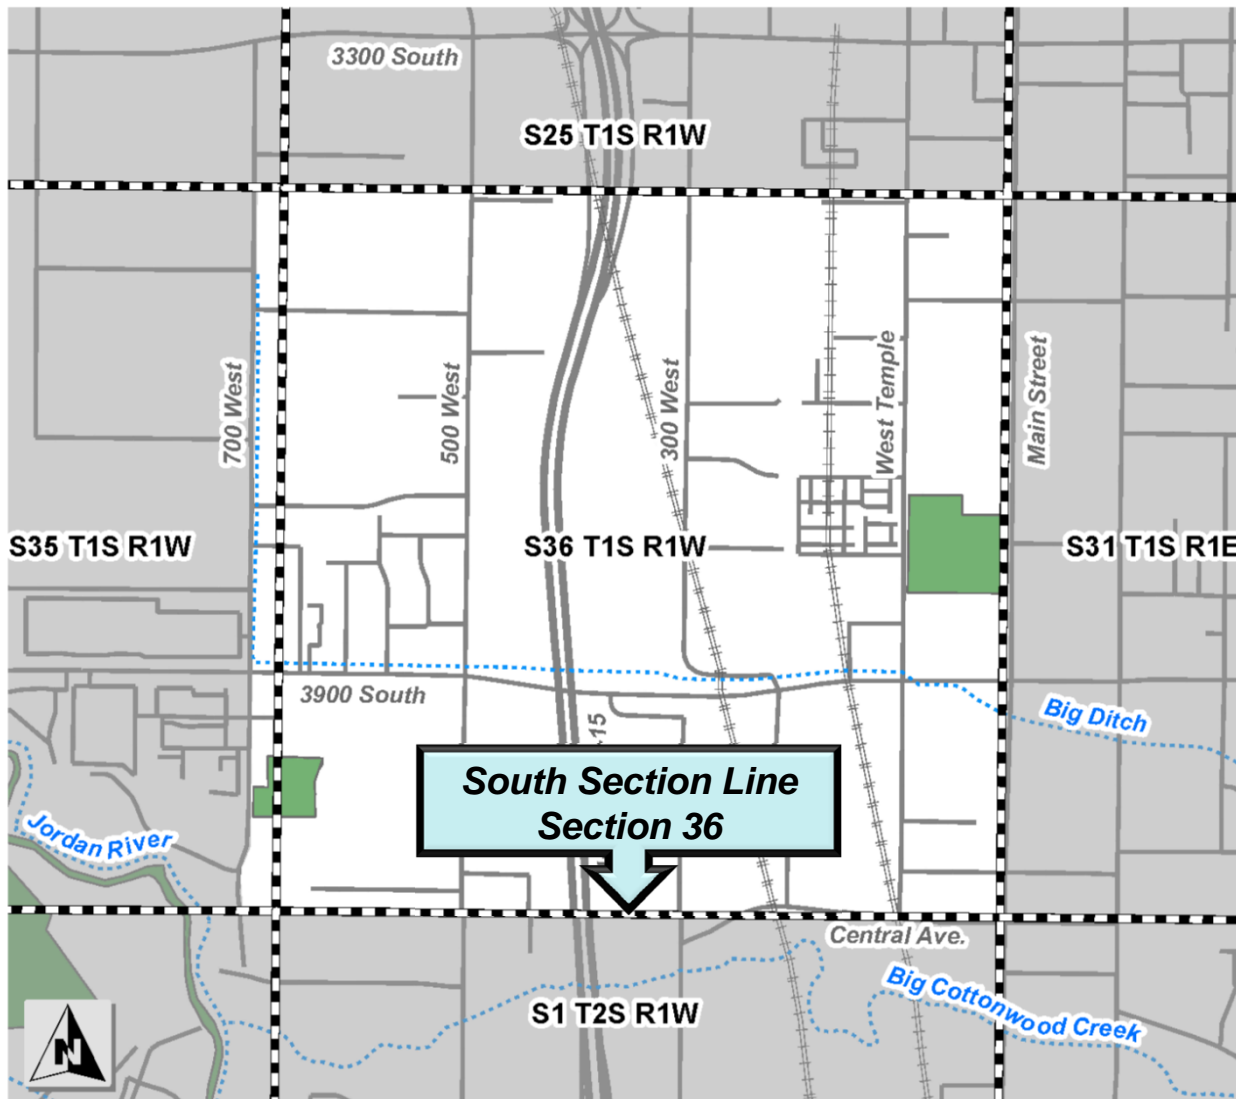 3300 South
S25 T1S R1W
700 West
500 West
300 West
West Temple
Main Street
S35 T1S R1W
S36 T1S R1W
S31 T1S R1E
3900 South
Big Ditch
-15
South Section Line
Section 36
Jordan River
Central Ave.
Big Cottonwood Creek
S1 T2S R1W
N